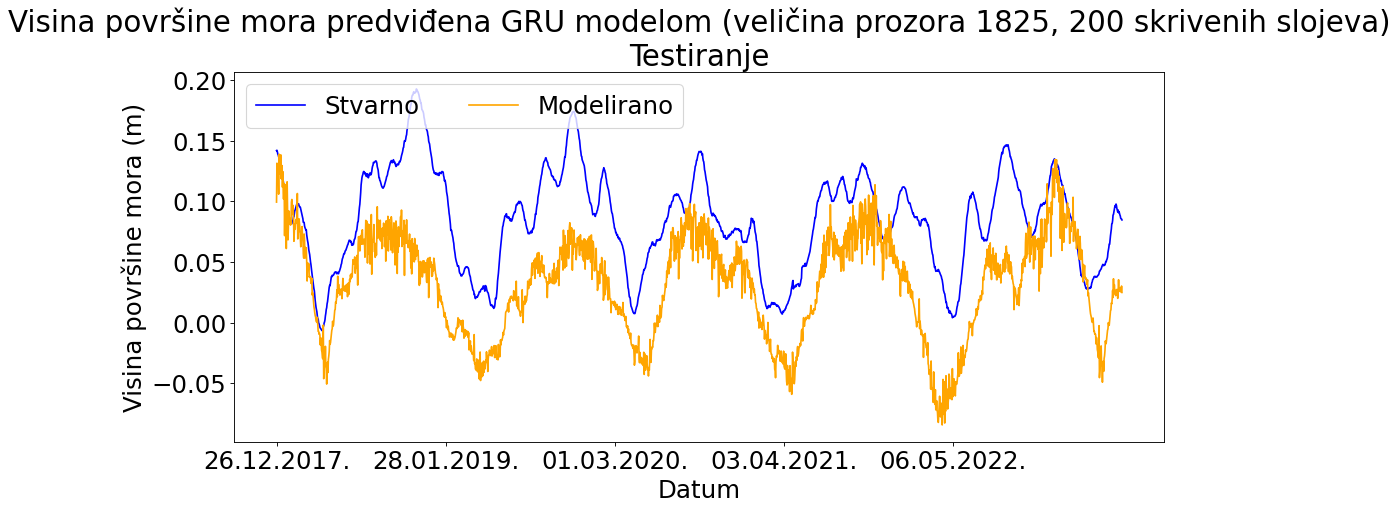 Visina površine mora predviđena GRU modelom (veličina prozora 1825, 200 skrivenih slojeva)
Testiranje
Stvarno
Modelirano
Visina površine mora (m)
0.20
0.15
0.10
0.05
0.00
−0.05
26.12.2017.
28.01.2019.
01.03.2020.
03.04.2021.
06.05.2022.
Datum